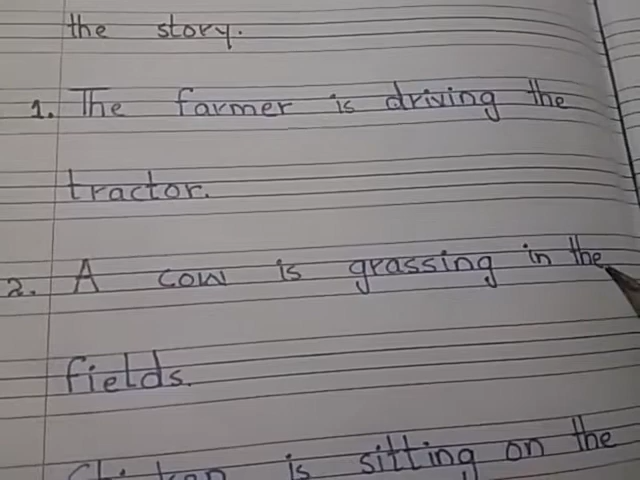 the story.
1. The farmer is driving the
tractor.
2. A cow is grassing in the
fields.
is sitting on the